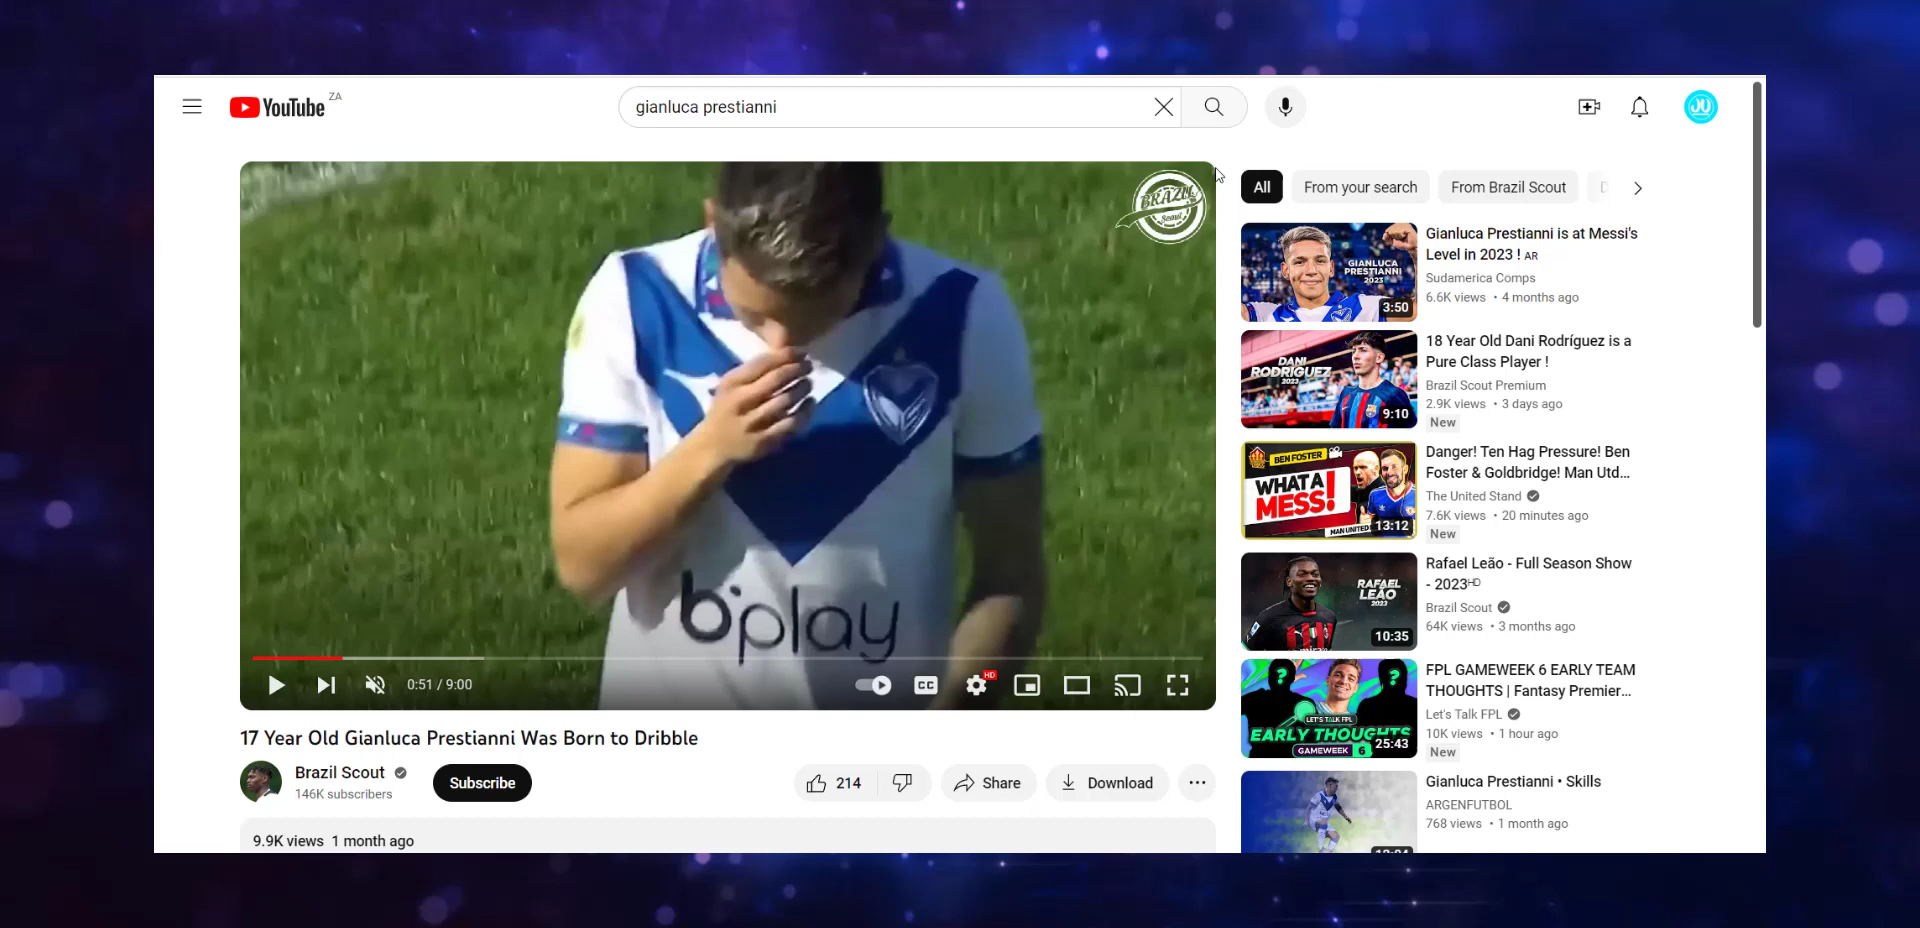 YouTube ZA
gianluca prestianni
BRAZIL
Scout
bplay
0:51 / 9:00
CC
HD
17 Year Old Gianluca Prestianni Was Born to Dribble
Brazil Scout
146K subscribers
Subscribe
214
Share
Download
9.9K views 1 month ago
All
From your search
From Brazil Scout
GIANLUCA
PRESTIANNI
2023
3:50
Gianluca Prestianni is at Messi's
Level in 2023 ! AR
Sudamerica Comps
6.6K views • 4 months ago
DANI
RODRÍGUEZ
2023
9:10
18 Year Old Dani Rodríguez is a
Pure Class Player !
Brazil Scout Premium
2.9K views • 3 days ago
New
BEN FOSTER
WHAT A
MESS!
MAN UNITED
13:12
Danger! Ten Hag Pressure! Ben
Foster & Goldbridge! Man Utd...
The United Stand
7.6K views • 20 minutes ago
New
RAFAEL
LEÃO
2023
10:35
Rafael Leão - Full Season Show
- 2023HD
Brazil Scout
64K views • 3 months ago
? ?
LET'S TALK FPL
EARLY THOUGHTS
GAMEWEEK 6
25:43
FPL GAMEWEEK 6 EARLY TEAM
THOUGHTS | Fantasy Premier...
Let's Talk FPL
10K views • 1 hour ago
New
Gianluca Prestianni • Skills
ARGENFUTBOL
768 views • 1 month ago